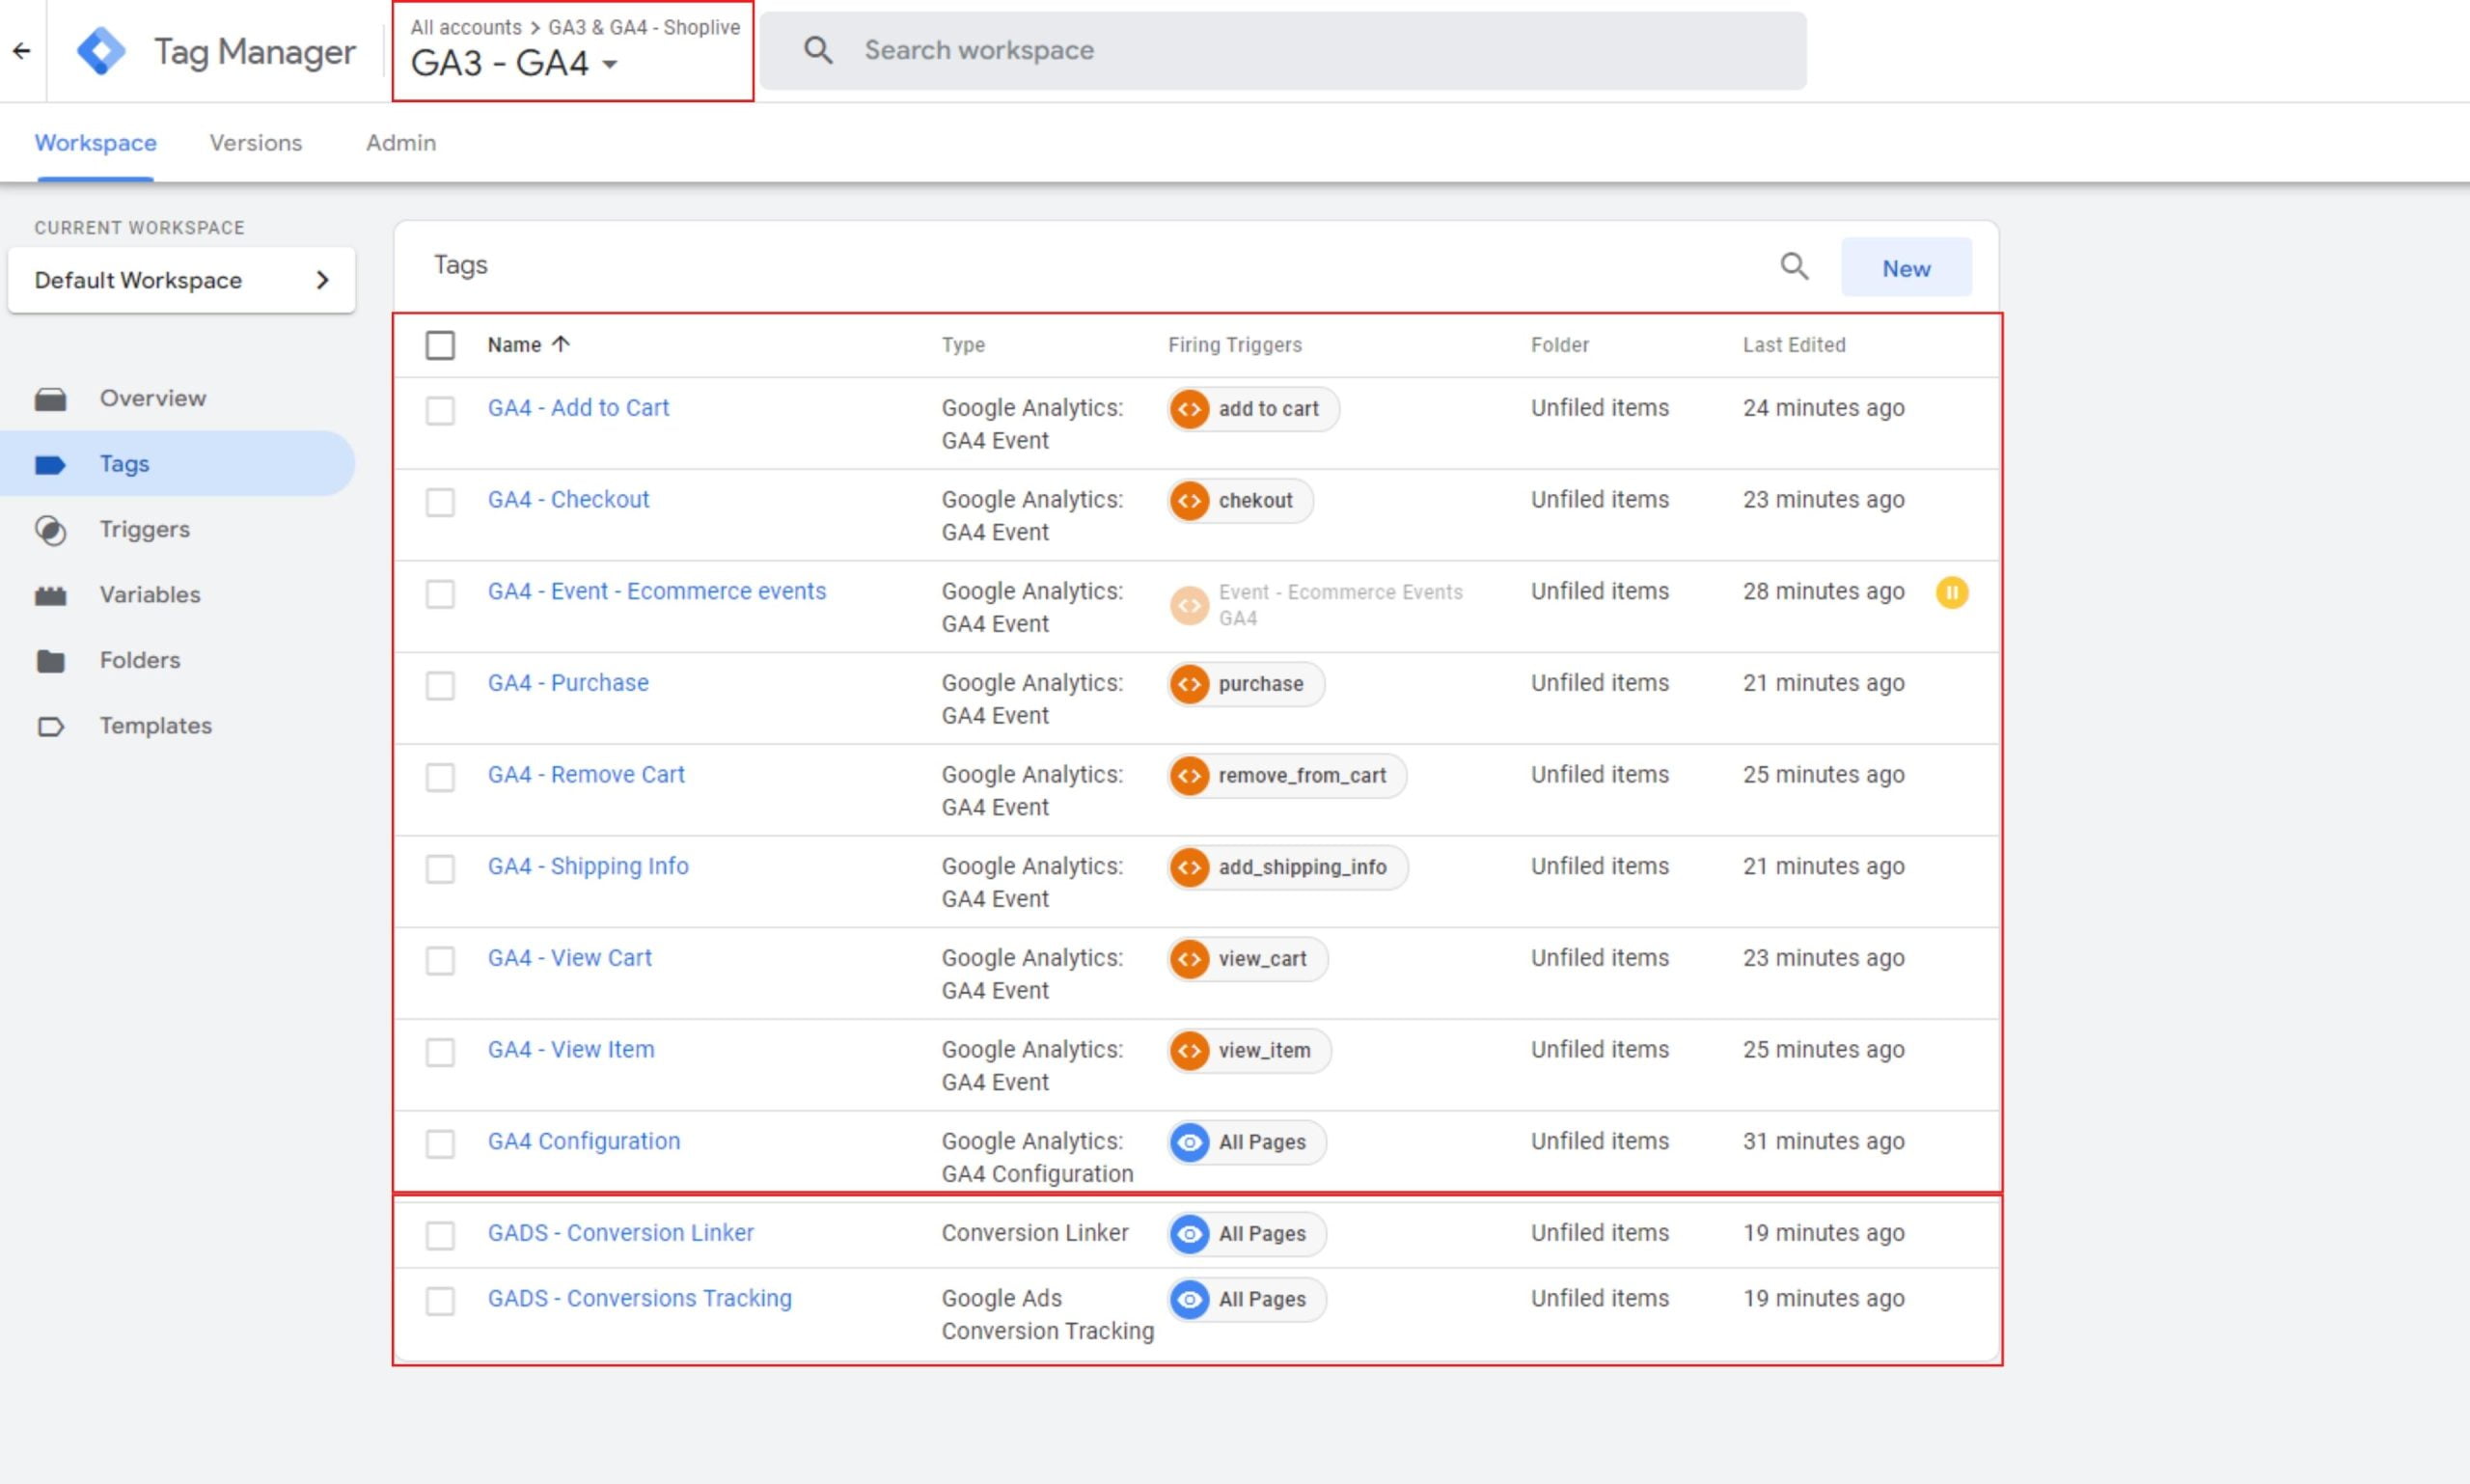 Tag Manager
All accounts > GA3 & GA4 - Shoplive
GA3 - GA4
Search workspace
Workspace Versions Admin
CURRENT WORKSPACE
Default Workspace
Overview
Tags
Triggers
Variables
Folders
Templates
Tags New
Name Type Firing Triggers Folder Last Edited
GA4 - Add to Cart Google Analytics: add to cart Unfiled items 24 minutes ago
GA4 Event
GA4 - Checkout Google Analytics: chekout Unfiled items 23 minutes ago
GA4 Event
GA4 - Event - Ecommerce events Google Analytics: Event - Ecommerce Events Unfiled items 28 minutes ago
GA4 Event GA4
GA4 - Purchase Google Analytics: purchase Unfiled items 21 minutes ago
GA4 Event
GA4 - Remove Cart Google Analytics: remove_from_cart Unfiled items 25 minutes ago
GA4 Event
GA4 - Shipping Info Google Analytics: add_shipping_info Unfiled items 21 minutes ago
GA4 Event
GA4 - View Cart Google Analytics: view_cart Unfiled items 23 minutes ago
GA4 Event
GA4 - View Item Google Analytics: view_item Unfiled items 25 minutes ago
GA4 Event
GA4 Configuration Google Analytics: All Pages Unfiled items 31 minutes ago
GA4 Configuration
GADS - Conversion Linker Conversion Linker All Pages Unfiled items 19 minutes ago
GADS - Conversions Tracking Google Ads All Pages Unfiled items 19 minutes ago
Conversion Tracking